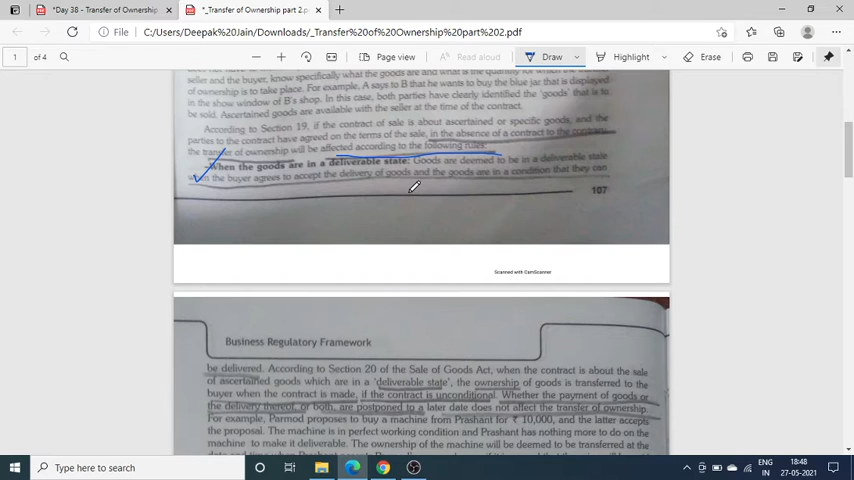 Day 38 - Transfer of Ownership
*_Transfer of Ownership part 2.p
File
C:/Users/Deepak%20Jain/Downloads/_Transfer%20of%20Ownership%20part%202.pdf
1 of 4
Page view
Read aloud
Draw
Highlight
Erase
seller and the buyer, know specifically what the goods are and what is the quantity for which the
of ownership is to take place. For example, A says to B that he wants to buy the blue jar that is displayed
in the show window of B's shop. In this case, both parties have clearly identified the 'goods' that is to
be sold. Ascertained goods are available with the seller at the time of the contract.
According to Section 19, if the contract of sale is about ascertained or specific goods, and the
parties to the contract have agreed on the terms of the sale, in the absence of a contract to the contrary,
the transfer of ownership will be affected according to the following rules:
When the goods are in a deliverable state: Goods are deemed to be in a deliverable state
when the buyer agrees to accept the delivery of goods and the goods are in a condition that they can
107
Scanned with CamScanner
Business Regulatory Framework
be delivered. According to Section 20 of the Sale of Goods Act, when the contract is about the sale
of ascertained goods which are in a 'deliverable state', the ownership of goods is transferred to the
buyer when the contract is made, if the contract is unconditional. Whether the payment of goods or
the delivery thereof, or both, are postponed to a later date does not affect the transfer of ownership.
For example, Parmod proposes to buy a machine from Prashant for ₹ 10,000, and the latter accepts
the proposal. The machine is in perfect working condition and Prashant has nothing more to do on the
machine to make it deliverable. The ownership of the machine will be deemed to be transferred at the
Type here to search
ENG
IN
18:48
27-05-2021